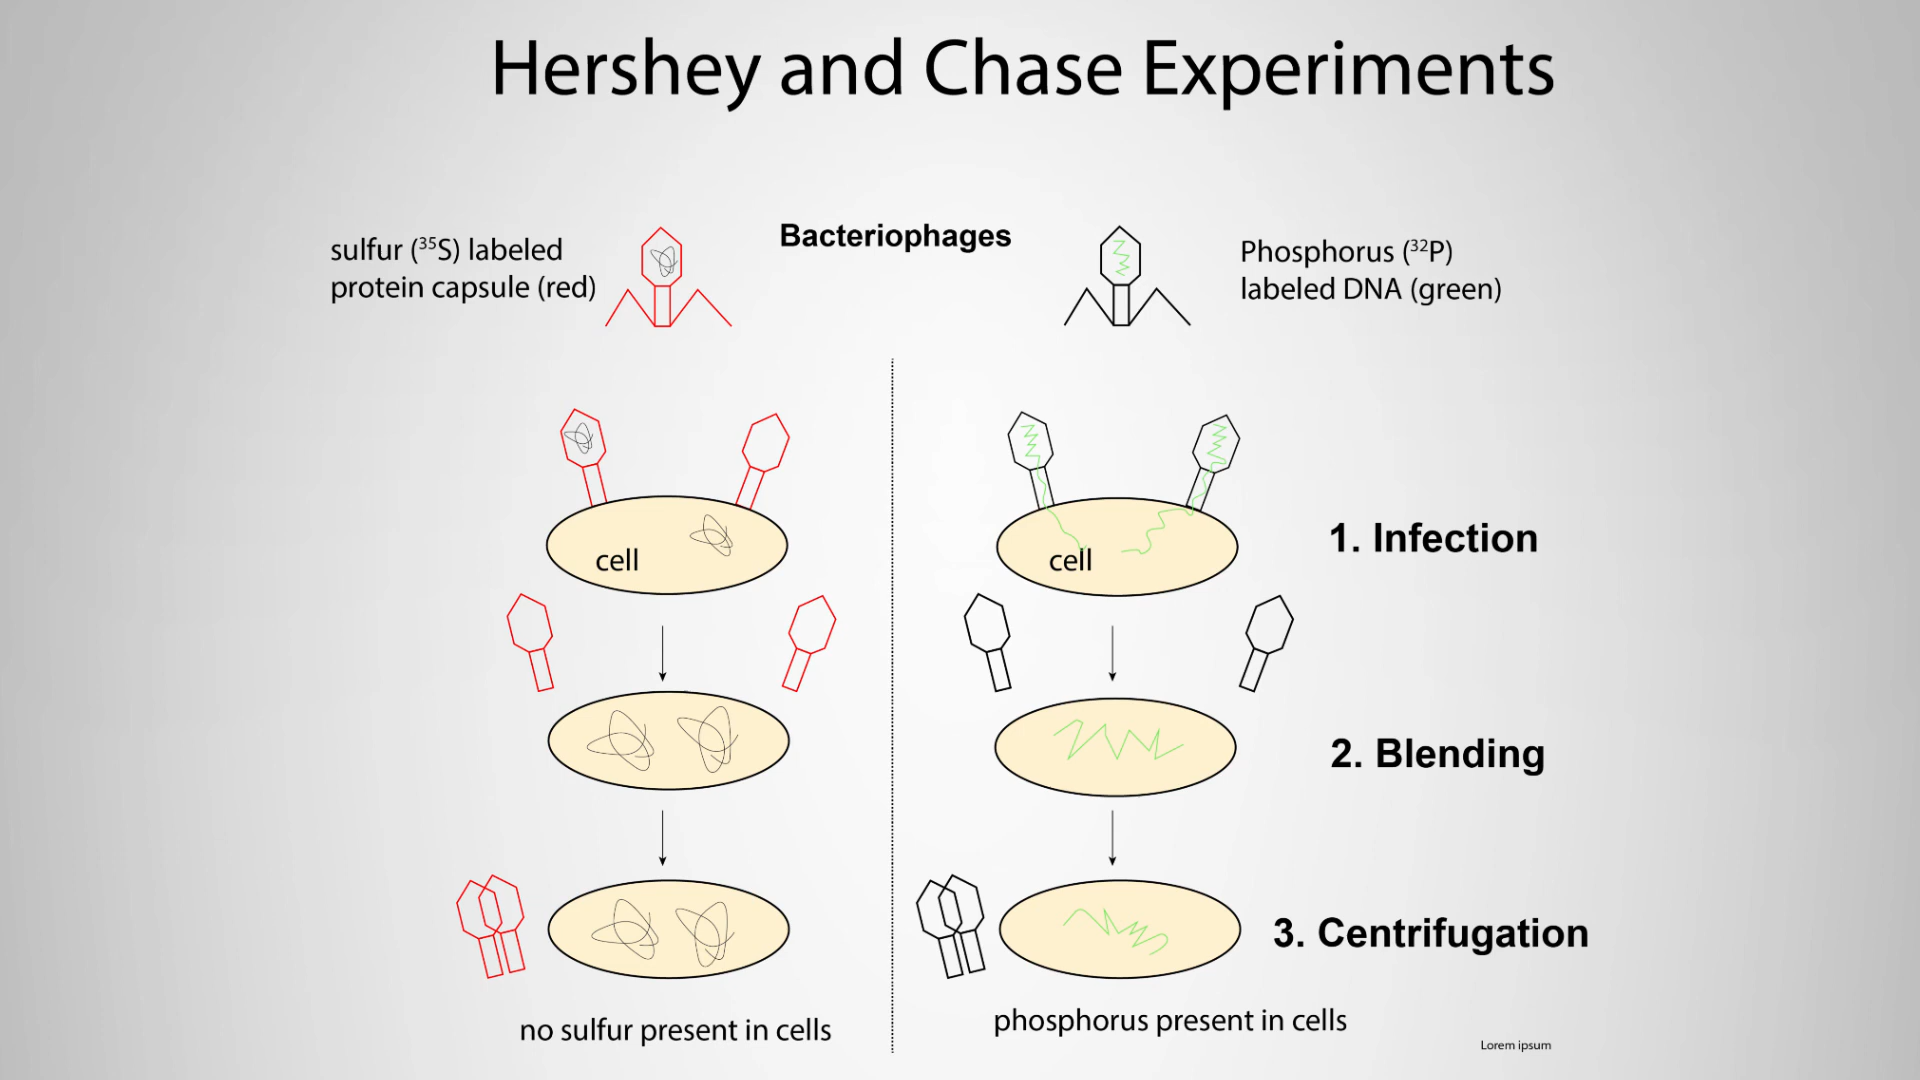 Hershey and Chase Experiments
Bacteriophages
sulfur (³⁵S) labeled
protein capsule (red)
Phosphorus (³²P)
labeled DNA (green)
cell
cell
1. Infection
2. Blending
3. Centrifugation
no sulfur present in cells
phosphorus present in cells
Lorem ipsum